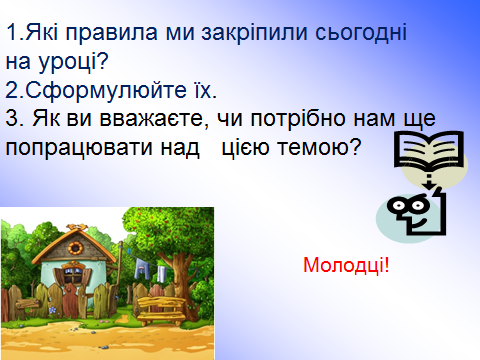 1.Які правила ми закріпили сьогодні
на уроці?
2.Сформулюйте їх.
3. Як ви вважаєте, чи потрібно нам ще
попрацювати над цією темою?
Молодці!